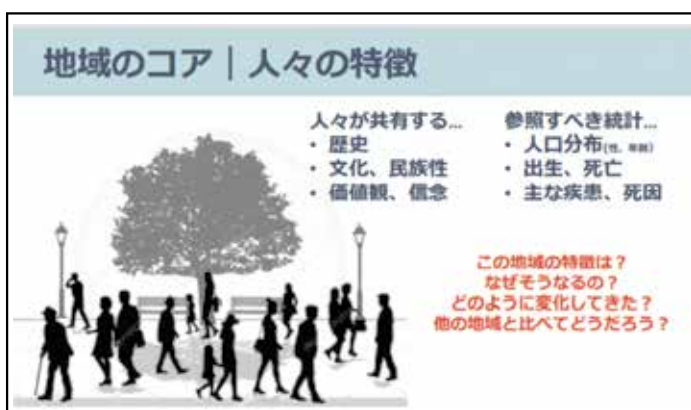 地域のコア｜人々の特徴
人々が共有する...
・ 歴史
・ 文化、民族性
・ 価値観、信念
参照すべき統計...
・ 人口分布(性、年齢)
・ 出生、死亡
・ 主な疾患、死因
この地域の特徴は？
なぜそうなるの？
どのように変化してきた？
他の地域と比べてどうだろう？